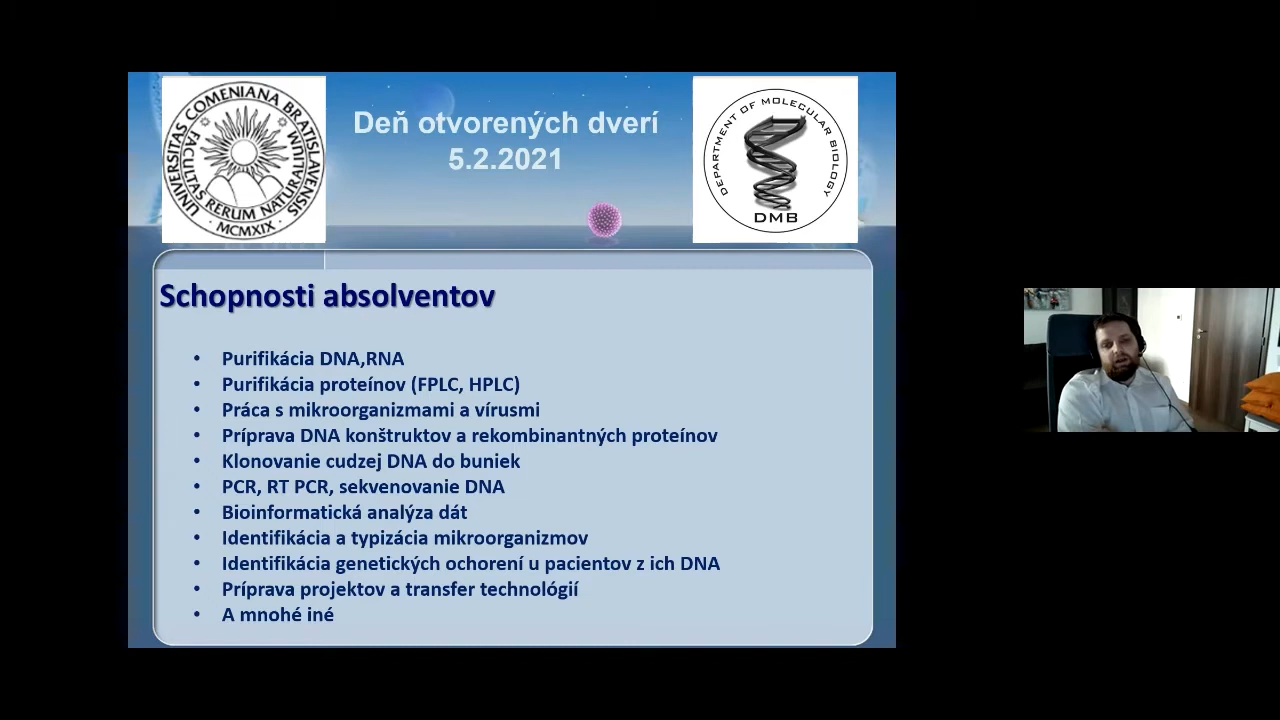 UNIVERSITAS COMENIANA BRATISLAVENSIS
FACULTAS RERUM NATURALIUM
· MCMXIX ·
Deň otvorených dverí
5.2.2021
DEPARTMENT OF MOLECULAR BIOLOGY
DMB
Schopnosti absolventov
• Purifikácia DNA,RNA
• Purifikácia proteínov (FPLC, HPLC)
• Práca s mikroorganizmami a vírusmi
• Príprava DNA konštruktov a rekombinantných proteínov
• Klonovanie cudzej DNA do buniek
• PCR, RT PCR, sekvenovanie DNA
• Bioinformatická analýza dát
• Identifikácia a typizácia mikroorganizmov
• Identifikácia genetických ochorení u pacientov z ich DNA
• Príprava projektov a transfer technológií
• A mnohé iné